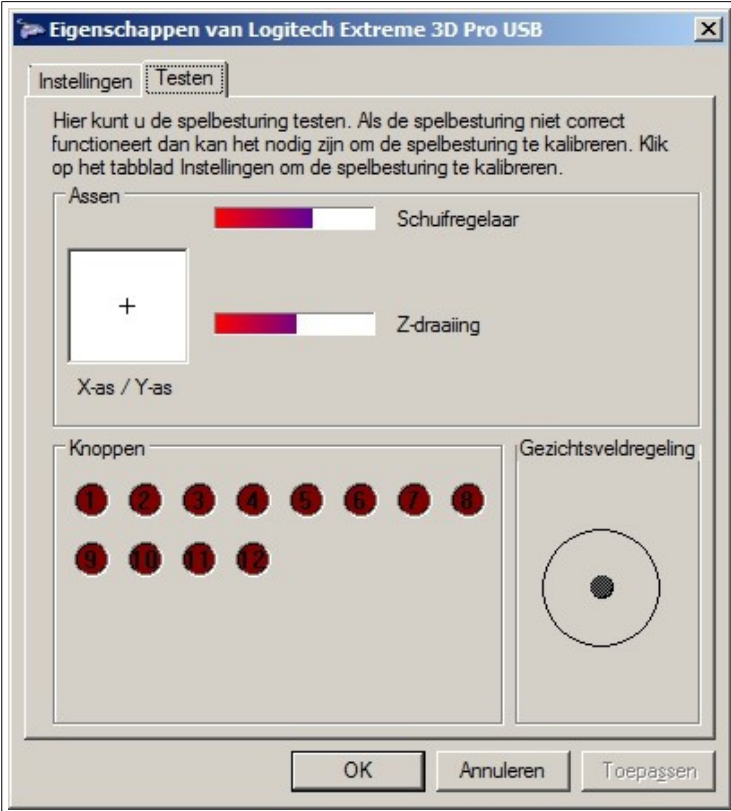 Eigenschappen van Logitech Extreme 3D Pro USB
Instellingen Testen
Hier kunt u de spelbesturing testen. Als de spelbesturing niet correct
functioneert dan kan het nodig zijn om de spelbesturing te kalibreren. Klik
op het tabblad Instellingen om de spelbesturing te kalibreren.
Assen
Schuifregelaar
Z-draaiing
X-as / Y-as
Knoppen
1 2 3 4 5 6 7 8
9 10 11 12
Gezichtsveldregeling
OK Annuleren Toepassen